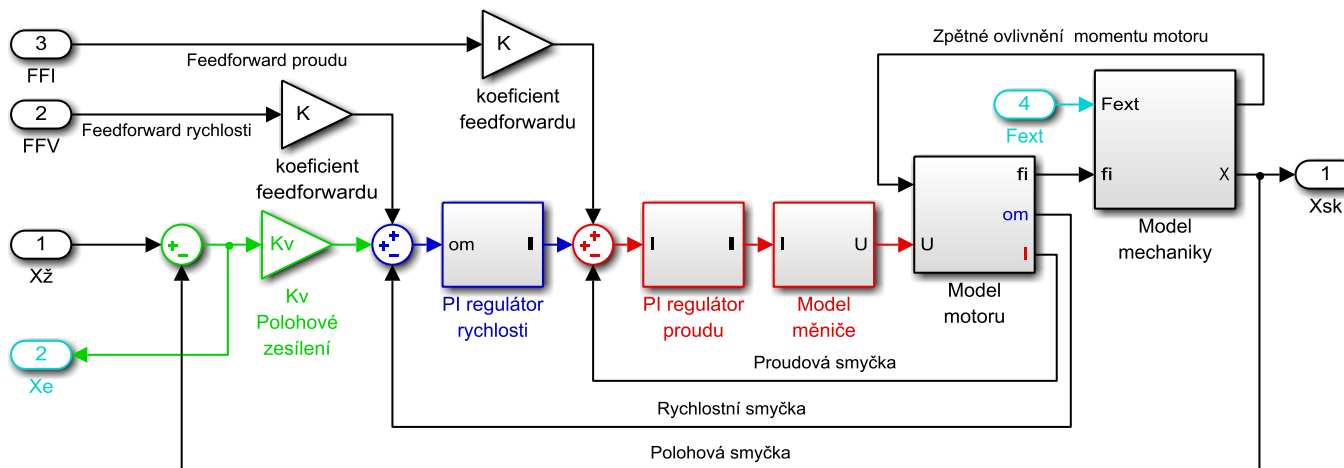 3
FFI
Feedforward proudu
K
koeficient
feedforwardu
2
FFV
Feedforward rychlosti
K
koeficient
feedforwardu
Zpětné ovlivnění momentu motoru
4
Fext
Fext
fi
X
Model
mechaniky
1
Xsk
1
Xž
+
−
Kv
Kv
Polohové
zesílení
+
+
−
om
I
PI regulátor
rychlosti
+
+
−
I
I
PI regulátor
proudu
I
U
Model
měniče
U
fi
om
I
Model
motoru
2
Xe
Proudová smyčka
Rychlostní smyčka
Polohová smyčka